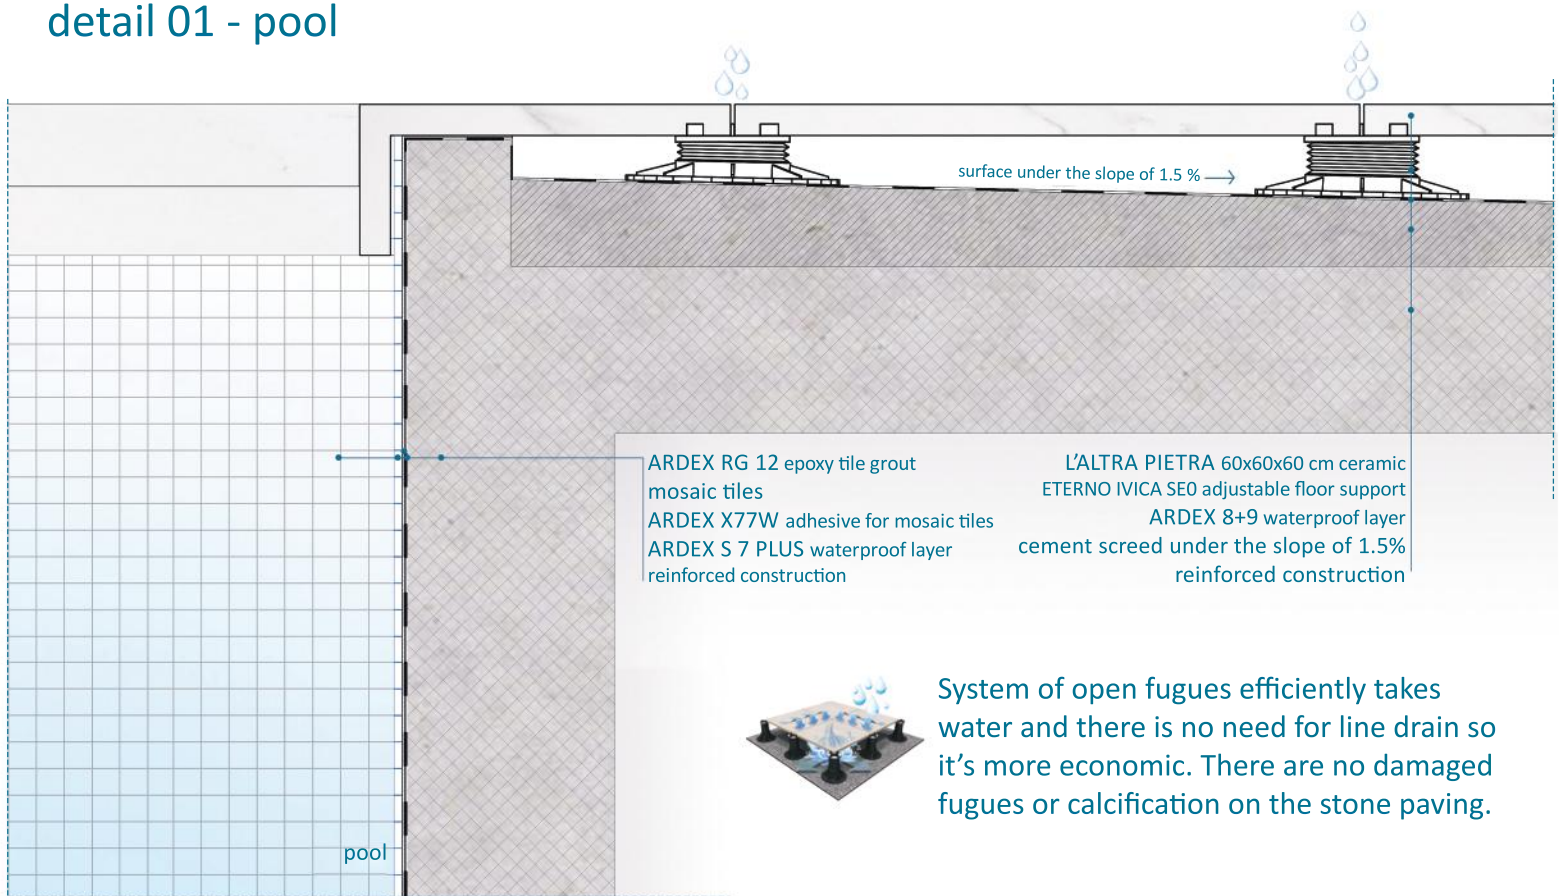 detail 01 - pool
surface under the slope of 1.5 %
ARDEX RG 12 epoxy tile grout
mosaic tiles
ARDEX X77W adhesive for mosaic tiles
ARDEX S 7 PLUS waterproof layer
reinforced construction
L'ALTRA PIETRA 60x60x60 cm ceramic
ETERNO IVICA SE0 adjustable floor support
ARDEX 8+9 waterproof layer
cement screed under the slope of 1.5%
reinforced construction
System of open fugues efficiently takes
water and there is no need for line drain so
it's more economic. There are no damaged
fugues or calcification on the stone paving.
pool